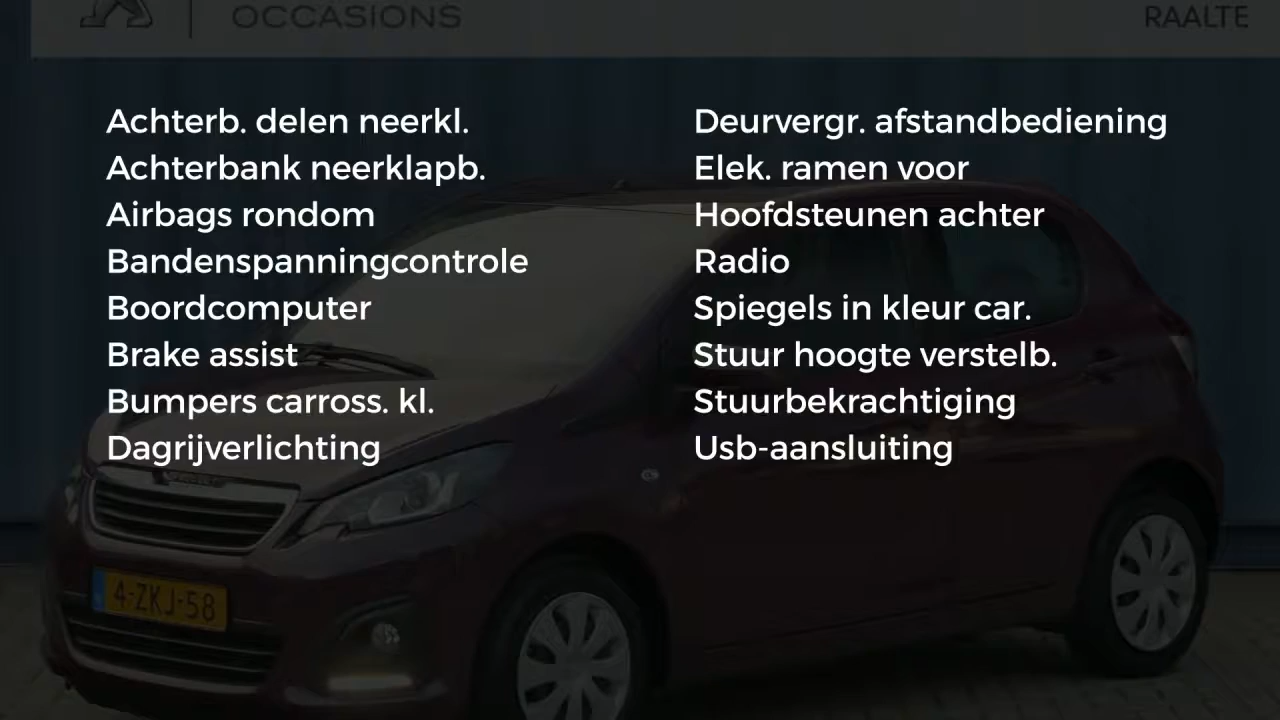 OCCASIONS
RAALTE
Achterb. delen neerkl.
Achterbank neerklapb.
Airbags rondom
Bandenspanningcontrole
Boordcomputer
Brake assist
Bumpers carross. kl.
Dagrijverlichting
Deurvergr. afstandbediening
Elek. ramen voor
Hoofdsteunen achter
Radio
Spiegels in kleur car.
Stuur hoogte verstelb.
Stuurbekrachtiging
Usb-aansluiting
4-ZKJ-58